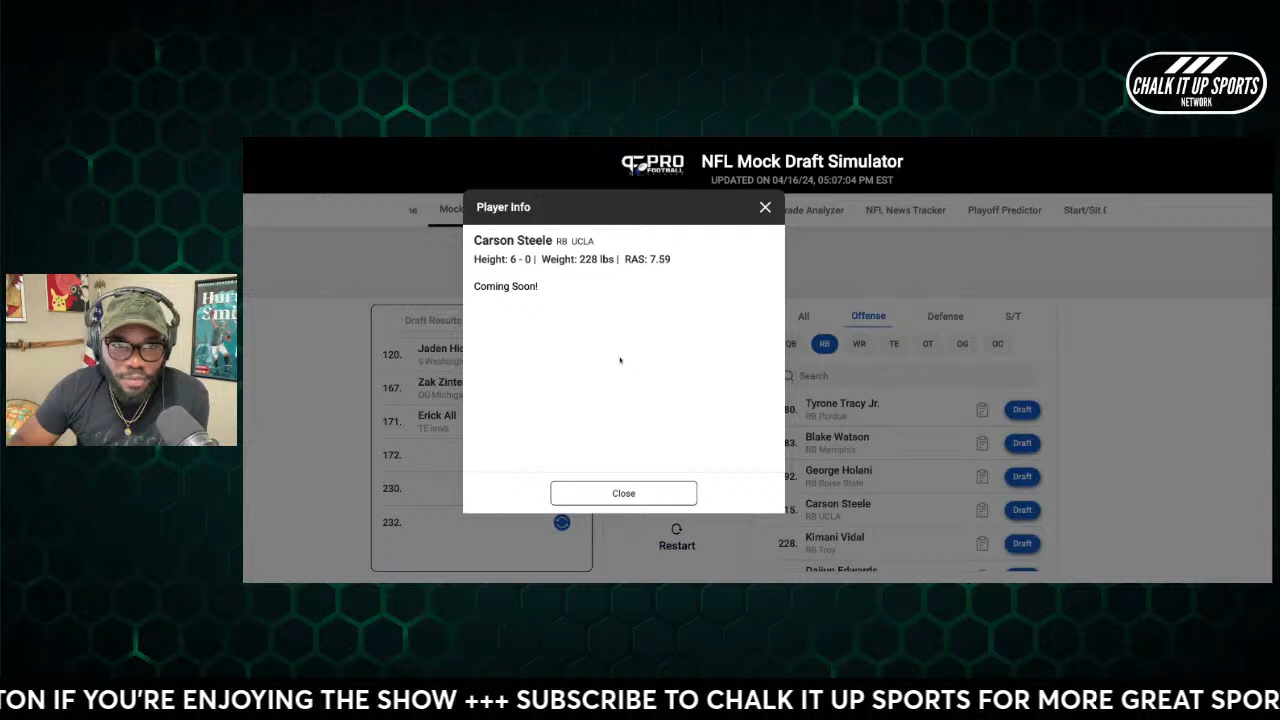 CHALK IT UP SPORTS
NETWORK
PRO
FOOTBALL
NFL Mock Draft Simulator
UPDATED ON 04/16/24, 05:07:04 PM EST
Mock
Player Info
rade Analyzer
NFL News Tracker
Playoff Predictor
Start/Sit
Carson Steele RB UCLA
Height: 6 - 0 | Weight: 228 lbs | RAS: 7.59
Coming Soon!
Close
Draft Results
120. Jaden Hic
S Washingt
167. Zak Zinte
OG Michiga
171. Erick All
TE Iowa
172.
230.
232.
Restart
All Offense Defense S/T
QB RB WR TE OT OG OC
Search
80. Tyrone Tracy Jr. Draft
RB Purdue
83. Blake Watson Draft
RB Memphis
92. George Holani Draft
RB Boise State
15. Carson Steele Draft
RB UCLA
228. Kimani Vidal Draft
RB Troy
Daijun Edwards
Hur
Smi
TON IF YOU'RE ENJOYING THE SHOW +++ SUBSCRIBE TO CHALK IT UP SPORTS FOR MORE GREAT SPOR